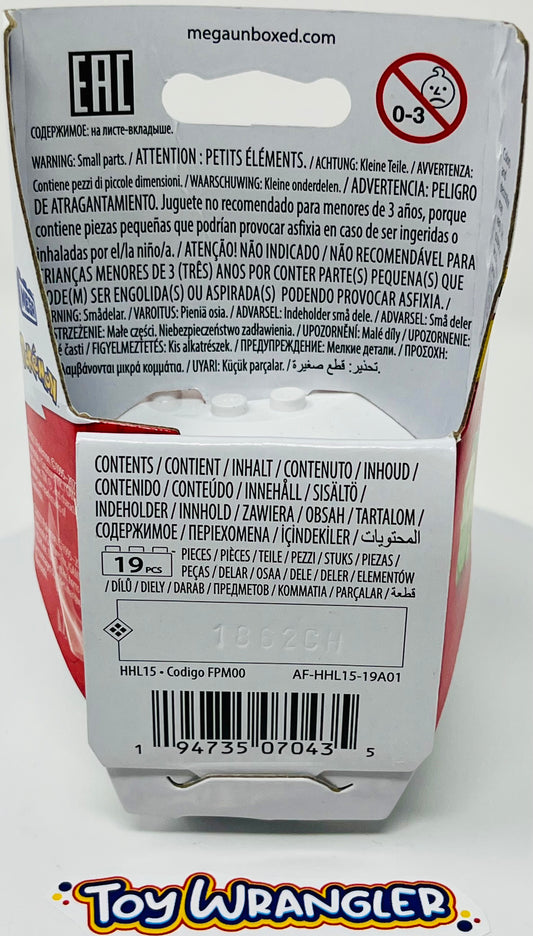 megaunboxed.com
EAC
0-3
СОДЕРЖИМОЕ: на листе-вкладыше.
WARNING: Small parts. / ATTENTION : PETITS ÉLÉMENTS. / ACHTUNG: Kleine Teile. / AVVERTENZA:
Contiene pezzi di piccole dimensioni. / WAARSCHUWING: Kleine onderdelen. / ADVERTENCIA: PELIGRO
DE ATRAGANTAMIENTO. Juguete no recomendado para menores de 3 años, porque
contiene piezas pequeñas que podrían provocar asfixia en caso de ser ingeridas o
inhaladas por el/la niño/a. / ATENÇÃO! NÃO INDICADO / NÃO RECOMENDÁVEL PARA
CRIANÇAS MENORES DE 3 (TRÊS) ANOS POR CONTER PARTE(S) PEQUENA(S) QUE
PODE(M) SER ENGOLIDA(S) OU ASPIRADA(S) PODENDO PROVOCAR ASFIXIA. /
RNING: Smådelar. / VAROITUS: Pieniä osia. / ADVARSEL: Indeholder små dele. / ADVARSEL: Små deler
STRZEŻENIE: Małe części. Niebezpieczeństwo zadławienia. / UPOZORNĚNÍ: Malé díly / UPOZORNENIE:
é časti / FIGYELMEZTETÉS: Kis alkatrészek. / ПРЕДУПРЕЖДЕНИЕ: Мелкие детали. / ΠΡΟΣΟΧΗ:
λαμβάνονται μικρά κομμάτια. / UYARI: Küçük parçalar. / تحذير: قطع صغيرة.
CONTENTS / CONTIENT / INHALT / CONTENUTO / INHOUD /
CONTENIDO / CONTEÚDO / INNEHÅLL / SISÄLTÖ /
INDEHOLDER / INNHOLD / ZAWIERA / OBSAH / TARTALOM /
СОДЕРЖИМОЕ / ΠΕΡΙΕΧΟΜΕΝΑ / İÇİNDEKİLER / المحتويات
19 PCS
PIECES / PIÈCES / TEILE / PEZZI / STUKS / PIEZAS /
PEÇAS / DELAR / OSAA / DELE / DELER / ELEMENTÓW
/ DÍLŮ / DIELY / DARAB / ПРЕДМЕТОВ / ΚΟΜΜΑΤΙΑ / PARÇALAR / قطعة
1862CH
HHL15 • Codigo FPM00 AF-HHL15-19A01
1 94735 07043 5
TOY WRANGLER